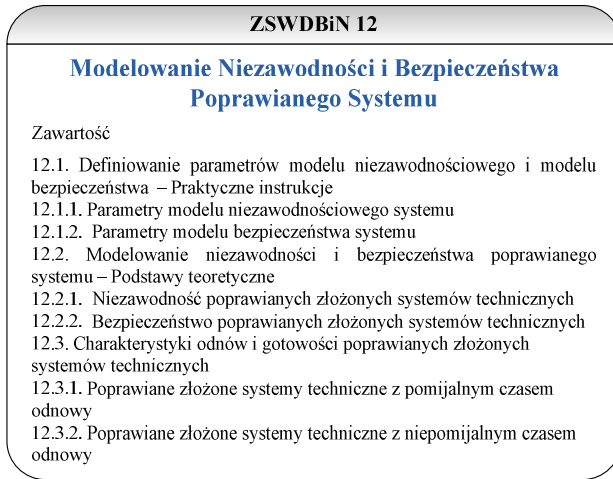 ZSWDBiN 12
Modelowanie Niezawodności i Bezpieczeństwa
Poprawianego Systemu
Zawartość
12.1. Definiowanie parametrów modelu niezawodnościowego i modelu
bezpieczeństwa – Praktyczne instrukcje
12.1.1. Parametry modelu niezawodnościowego systemu
12.1.2. Parametry modelu bezpieczeństwa systemu
12.2. Modelowanie niezawodności i bezpieczeństwa poprawianego
systemu – Podstawy teoretyczne
12.2.1. Niezawodność poprawianych złożonych systemów technicznych
12.2.2. Bezpieczeństwo poprawianych złożonych systemów technicznych
12.3. Charakterystyki odnów i gotowości poprawianych złożonych
systemów technicznych
12.3.1. Poprawiane złożone systemy techniczne z pomijalnym czasem
odnowy
12.3.2. Poprawiane złożone systemy techniczne z niepomijalnym czasem
odnowy